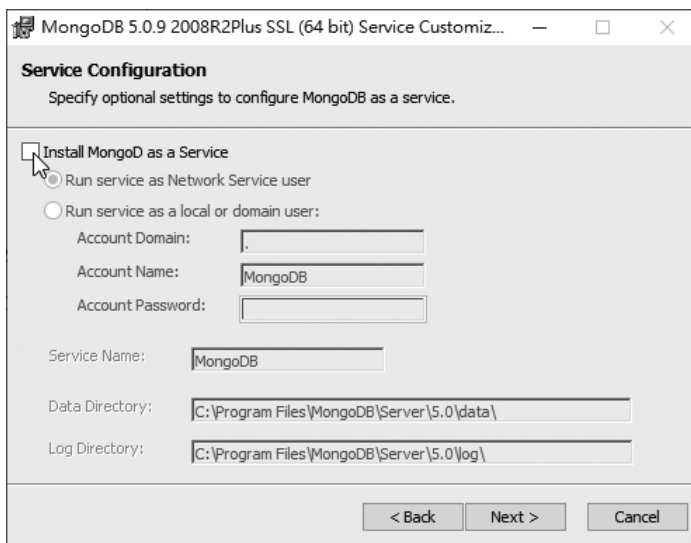 MongoDB 5.0.9 2008R2Plus SSL (64 bit) Service Customiz...
Service Configuration
Specify optional settings to configure MongoDB as a service.
Install MongoD as a Service
Run service as Network Service user
Run service as a local or domain user:
Account Domain: .
Account Name: MongoDB
Account Password:
Service Name: MongoDB
Data Directory: C:\Program Files\MongoDB\Server\5.0\data\
Log Directory: C:\Program Files\MongoDB\Server\5.0\log\
< Back Next > Cancel